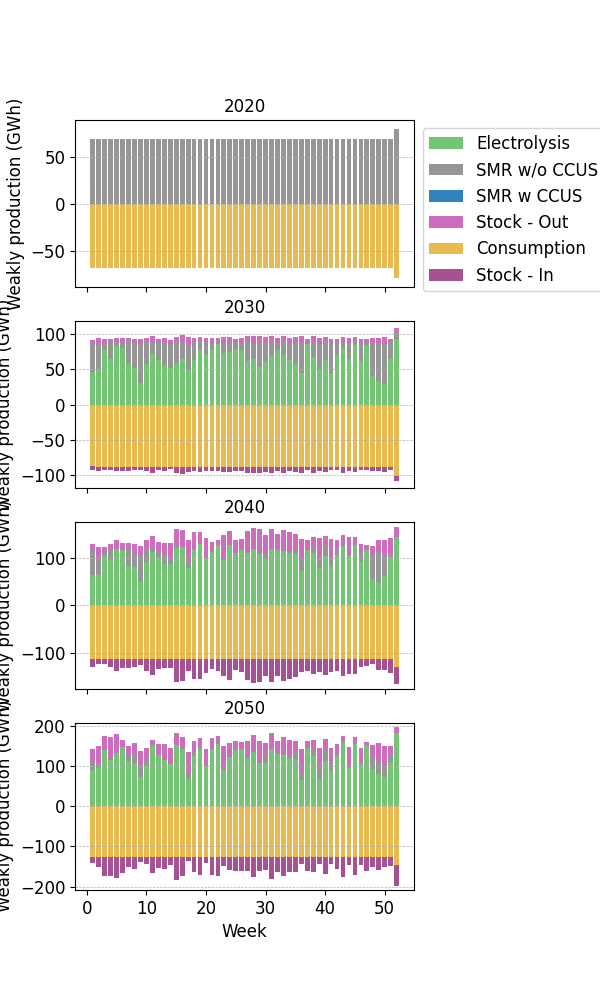 2020
Weakly production (GWh)
50
0
−50
Electrolysis
SMR w/o CCUS
SMR w CCUS
Stock - Out
Consumption
Stock - In
2030
Weakly production (GWh)
100
50
0
−50
−100
2040
Weakly production (GWh)
100
0
−100
2050
Weakly production (GWh)
200
100
0
−100
−200
0 10 20 30 40 50
Week